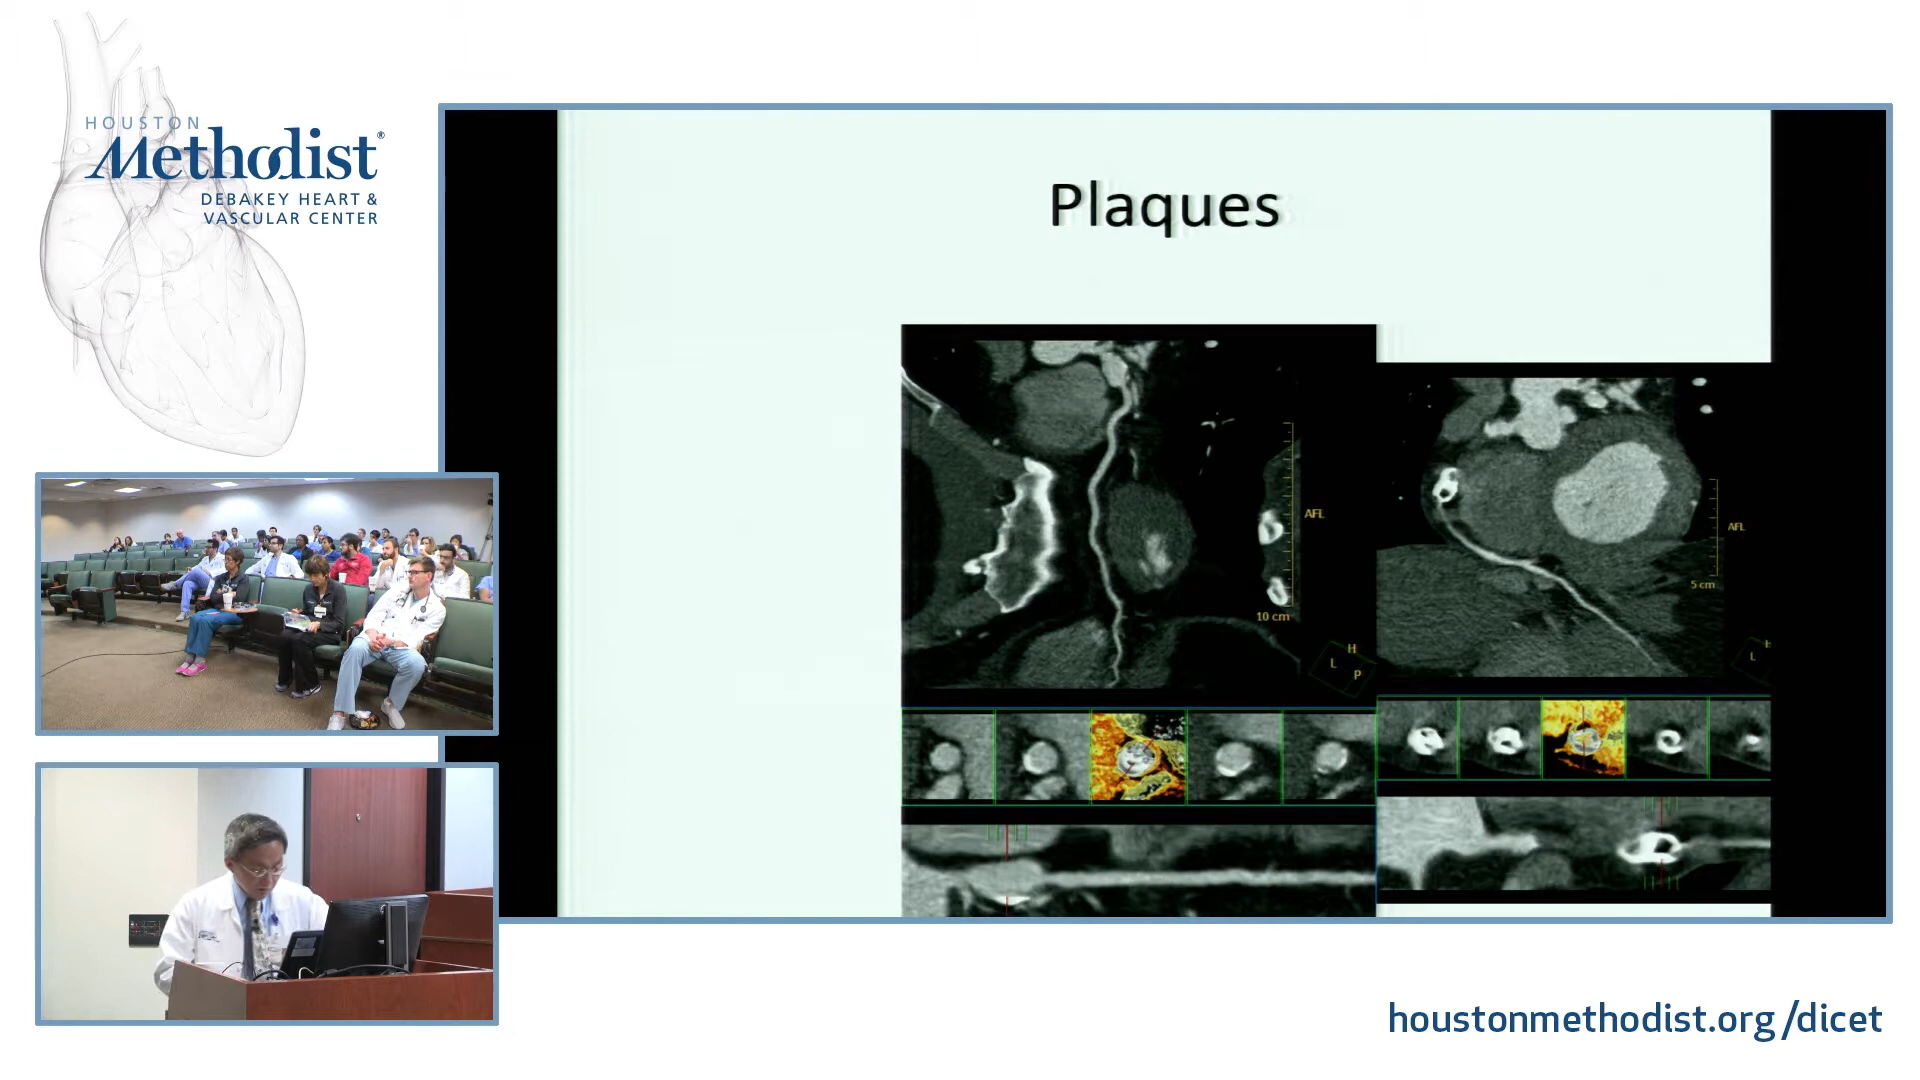 HOUSTON
Methodist®
DEBAKEY HEART &
VASCULAR CENTER
Plaques
AFL
10 cm
H
L
P
AFL
5 cm
L
houstonmethodist.org/dicet